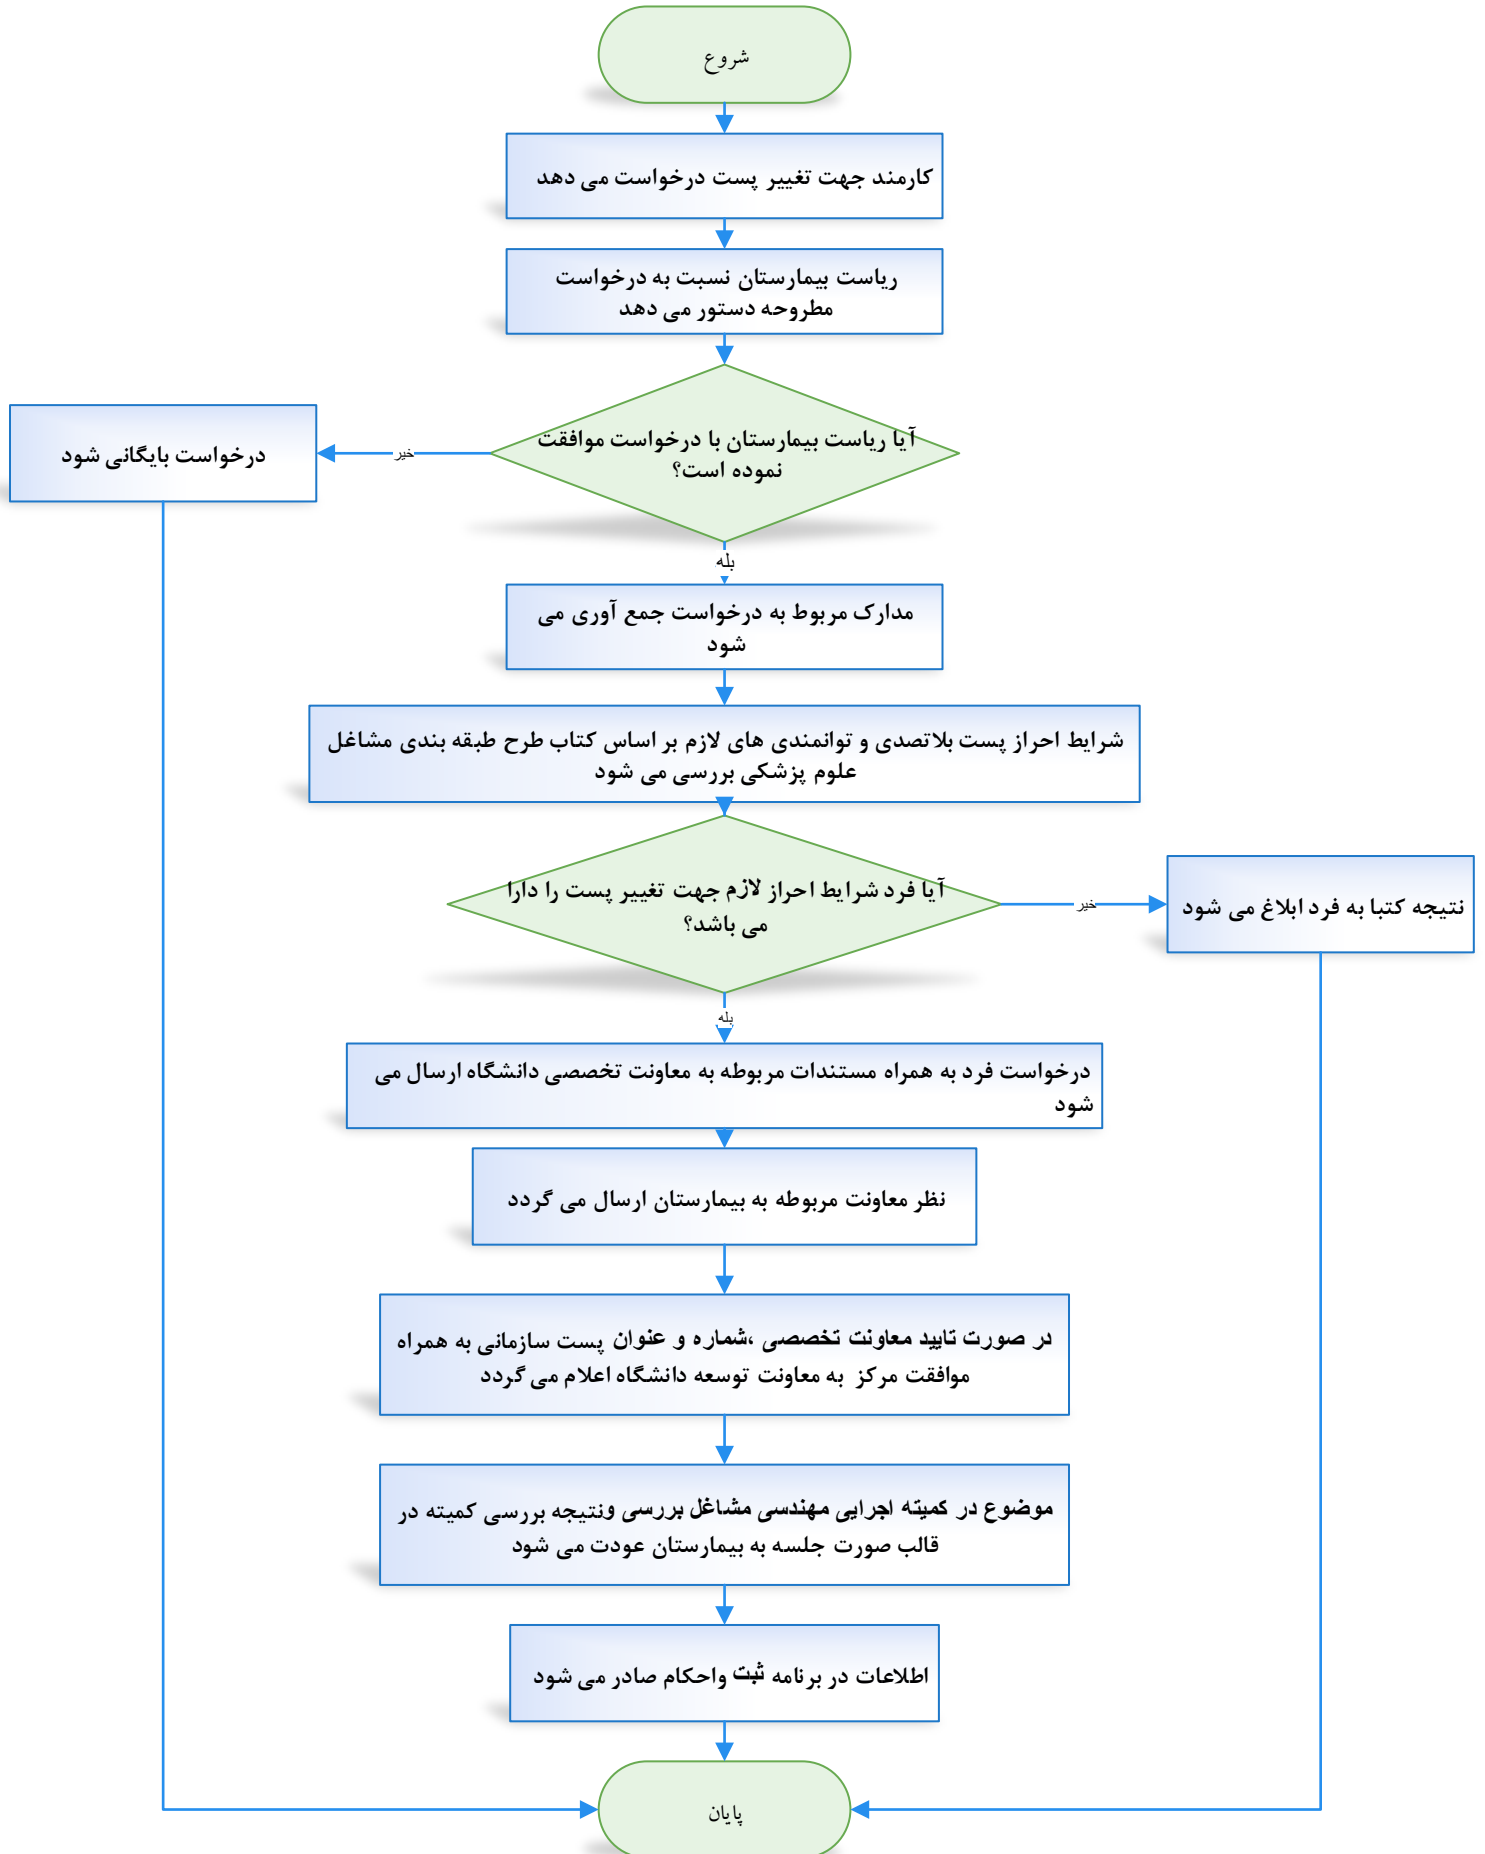 شروع
کارمند جهت تغییر پست درخواست می دهد
ریاست بیمارستان نسبت به درخواست
مطروحه دستور می دهد
آیا ریاست بیمارستان با درخواست موافقت
نموده است؟
خیر
درخواست بایگانی شود
بله
مدارک مربوط به درخواست جمع آوری می
شود
شرایط احراز پست بلاتصدی و توانمندی های لازم بر اساس کتاب طرح طبقه بندی مشاغل
علوم پزشکی بررسی می شود
آیا فرد شرایط احراز لازم جهت تغییر پست را دارا
می باشد؟
خیر
نتیجه کتبا به فرد ابلاغ می شود
بله
درخواست فرد به همراه مستندات مربوطه به معاونت تخصصی دانشگاه ارسال می
شود
نظر معاونت مربوطه به بیمارستان ارسال می گردد
در صورت تایید معاونت تخصصی ،شماره و عنوان پست سازمانی به همراه
موافقت مرکز به معاونت توسعه دانشگاه اعلام می گردد
موضوع در کمیته اجرایی مهندسی مشاغل بررسی ونتیجه بررسی کمیته در
قالب صورت جلسه به بیمارستان عودت می شود
اطلاعات در برنامه ثبت واحکام صادر می شود
پایان